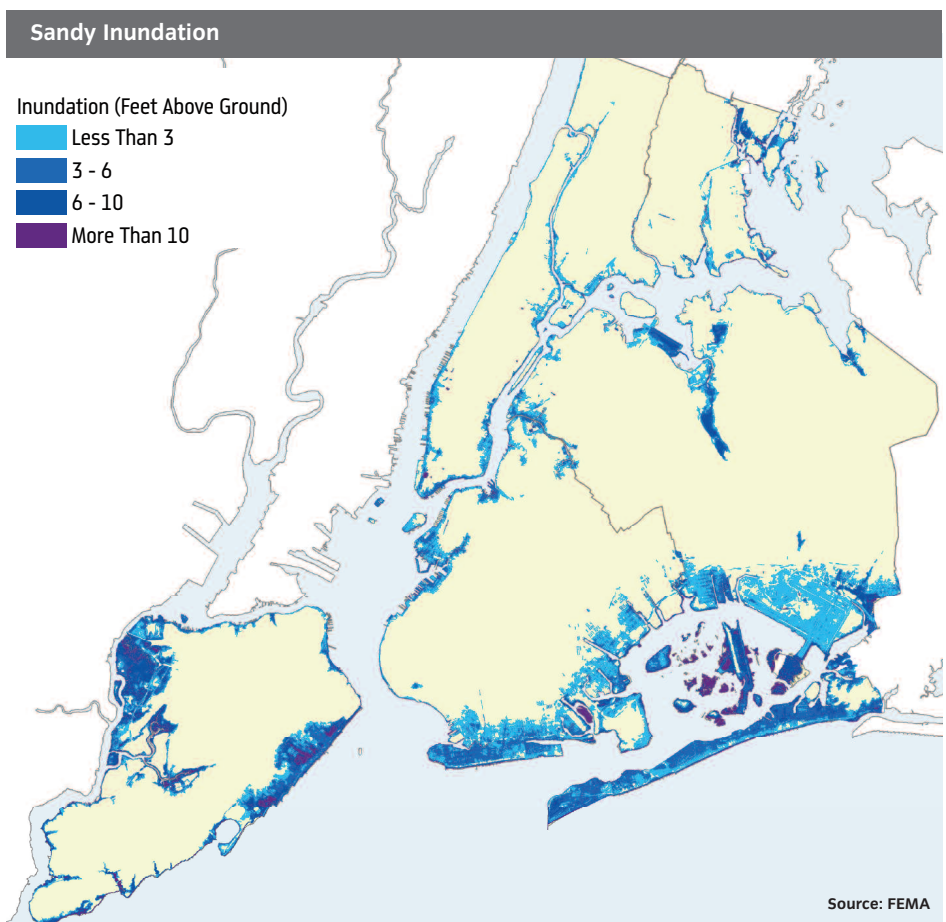 Sandy Inundation
Inundation (Feet Above Ground)
Less Than 3
3 - 6
6 - 10
More Than 10
Source: FEMA